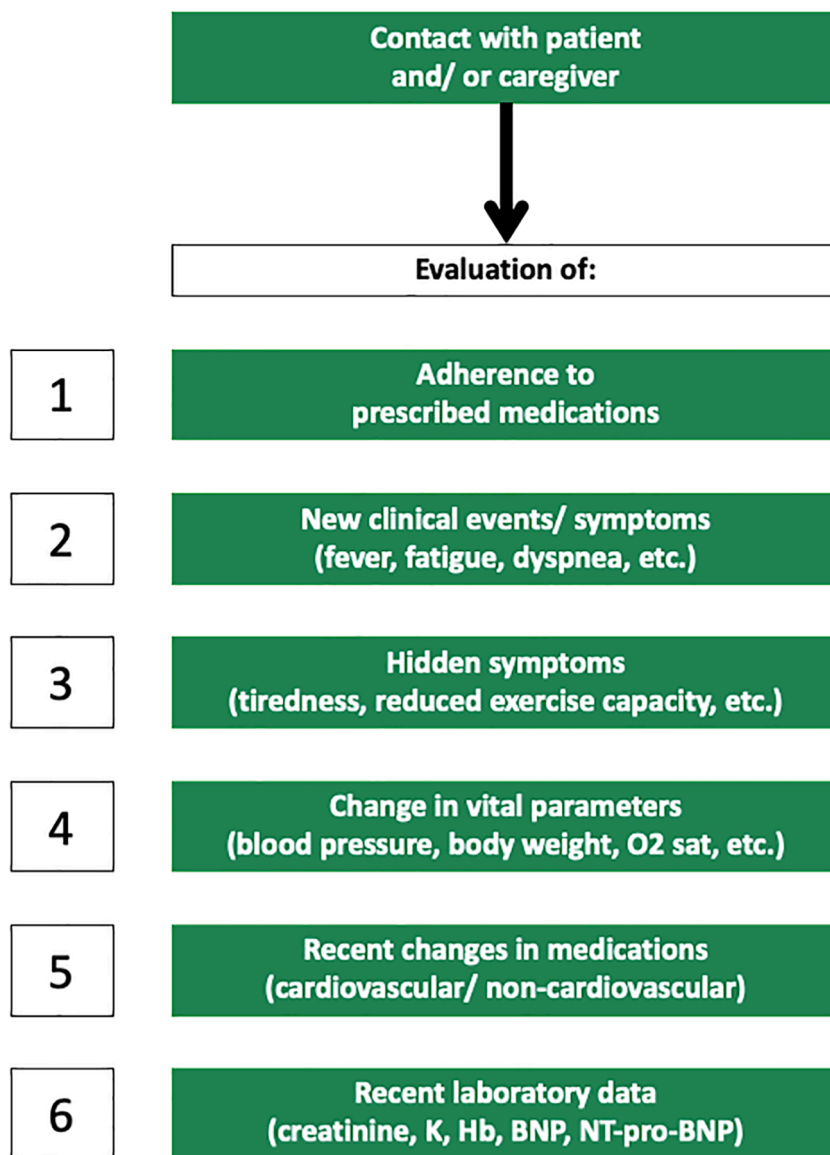 Contact with patient
and/ or caregiver
Evaluation of:
1
Adherence to
prescribed medications
2
New clinical events/ symptoms
(fever, fatigue, dyspnea, etc.)
3
Hidden symptoms
(tiredness, reduced exercise capacity, etc.)
4
Change in vital parameters
(blood pressure, body weight, O2 sat, etc.)
5
Recent changes in medications
(cardiovascular/ non-cardiovascular)
6
Recent laboratory data
(creatinine, K, Hb, BNP, NT-pro-BNP)